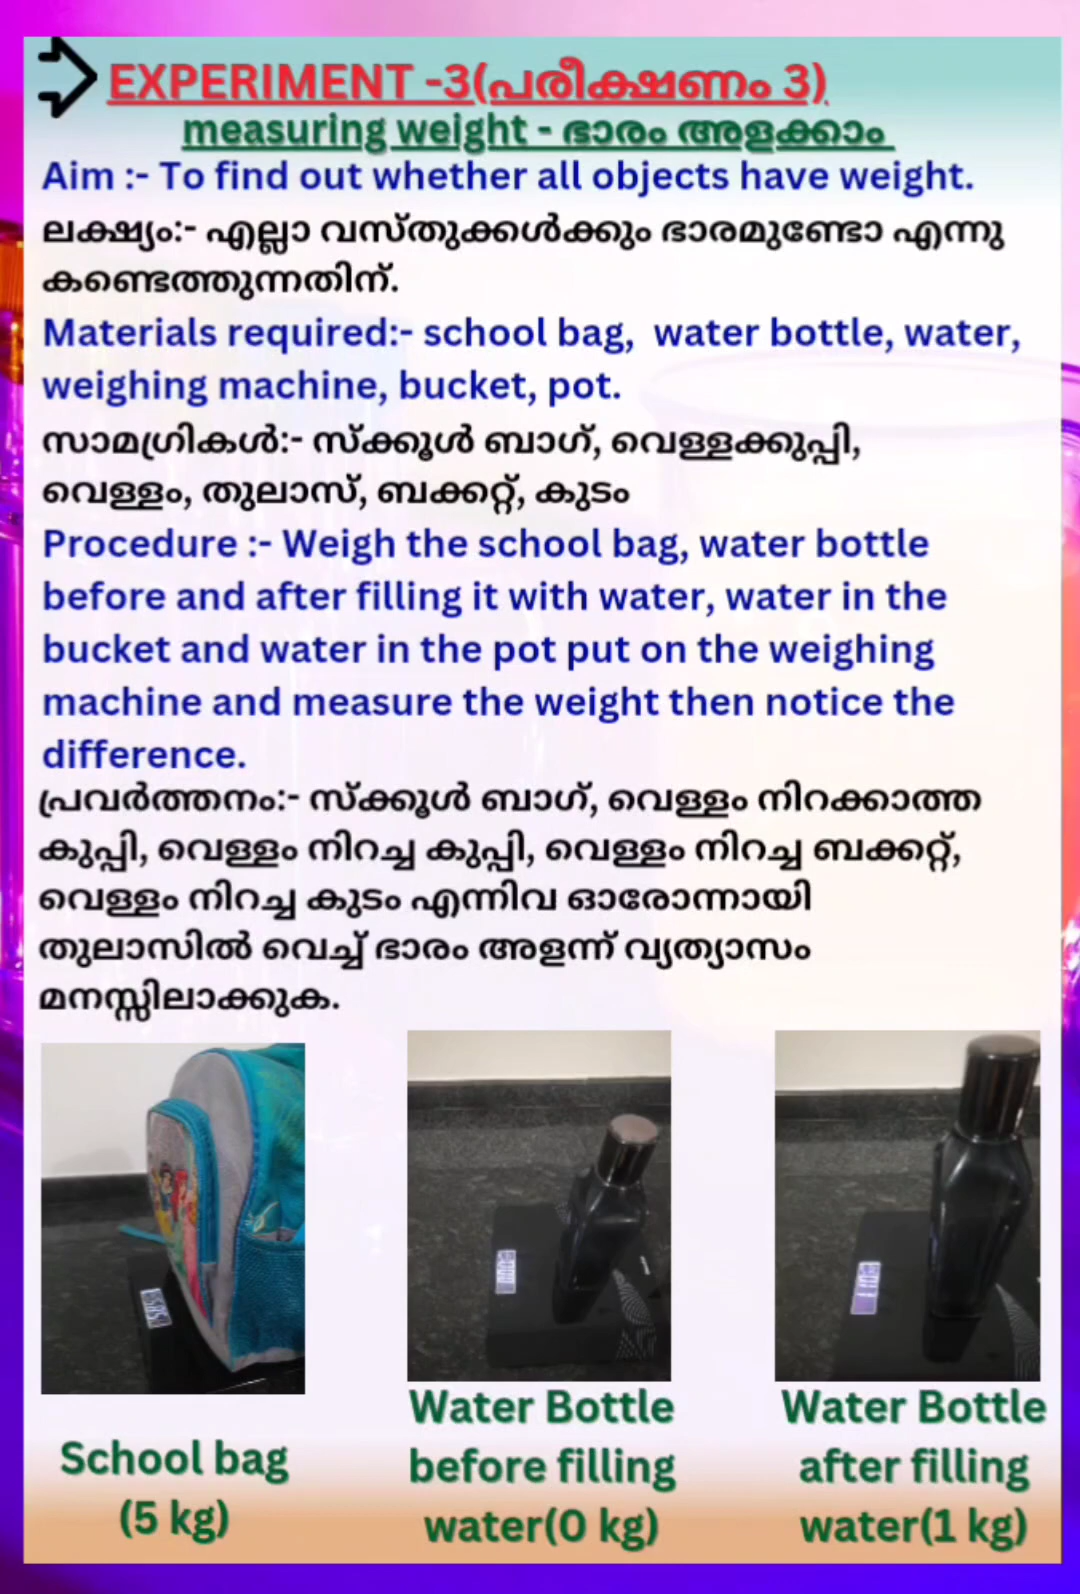 EXPERIMENT -3(പരീക്ഷണം 3)
measuring weight - ഭാരം അളക്കാം
Aim :- To find out whether all objects have weight.
ലക്ഷ്യം:- എല്ലാ വസ്തുക്കൾക്കും ഭാരമുണ്ടോ എന്നു
കണ്ടെത്തുന്നതിന്.
Materials required:- school bag, water bottle, water,
weighing machine, bucket, pot.
സാമഗ്രികൾ:- സ്ക്കൂൾ ബാഗ്, വെള്ളക്കുപ്പി,
വെള്ളം, തുലാസ്, ബക്കറ്റ്, കുടം
Procedure :- Weigh the school bag, water bottle
before and after filling it with water, water in the
bucket and water in the pot put on the weighing
machine and measure the weight then notice the
difference.
പ്രവർത്തനം:- സ്ക്കൂൾ ബാഗ്, വെള്ളം നിറക്കാത്ത
കുപ്പി, വെള്ളം നിറച്ച കുപ്പി, വെള്ളം നിറച്ച ബക്കറ്റ്,
വെള്ളം നിറച്ച കുടം എന്നിവ ഓരോന്നായി
തുലാസിൽ വെച്ച് ഭാരം അളന്ന് വ്യത്യാസം
മനസ്സിലാക്കുക.
School bag
(5 kg)
Water Bottle
before filling
water(0 kg)
Water Bottle
after filling
water(1 kg)